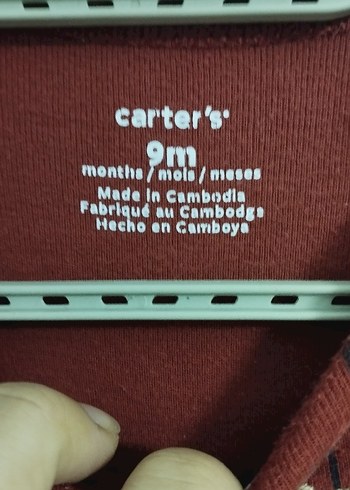 carter's
9m
months / mois / meses
Made in Cambodia
Fabriqué au Cambodge
Hecho en Camboya